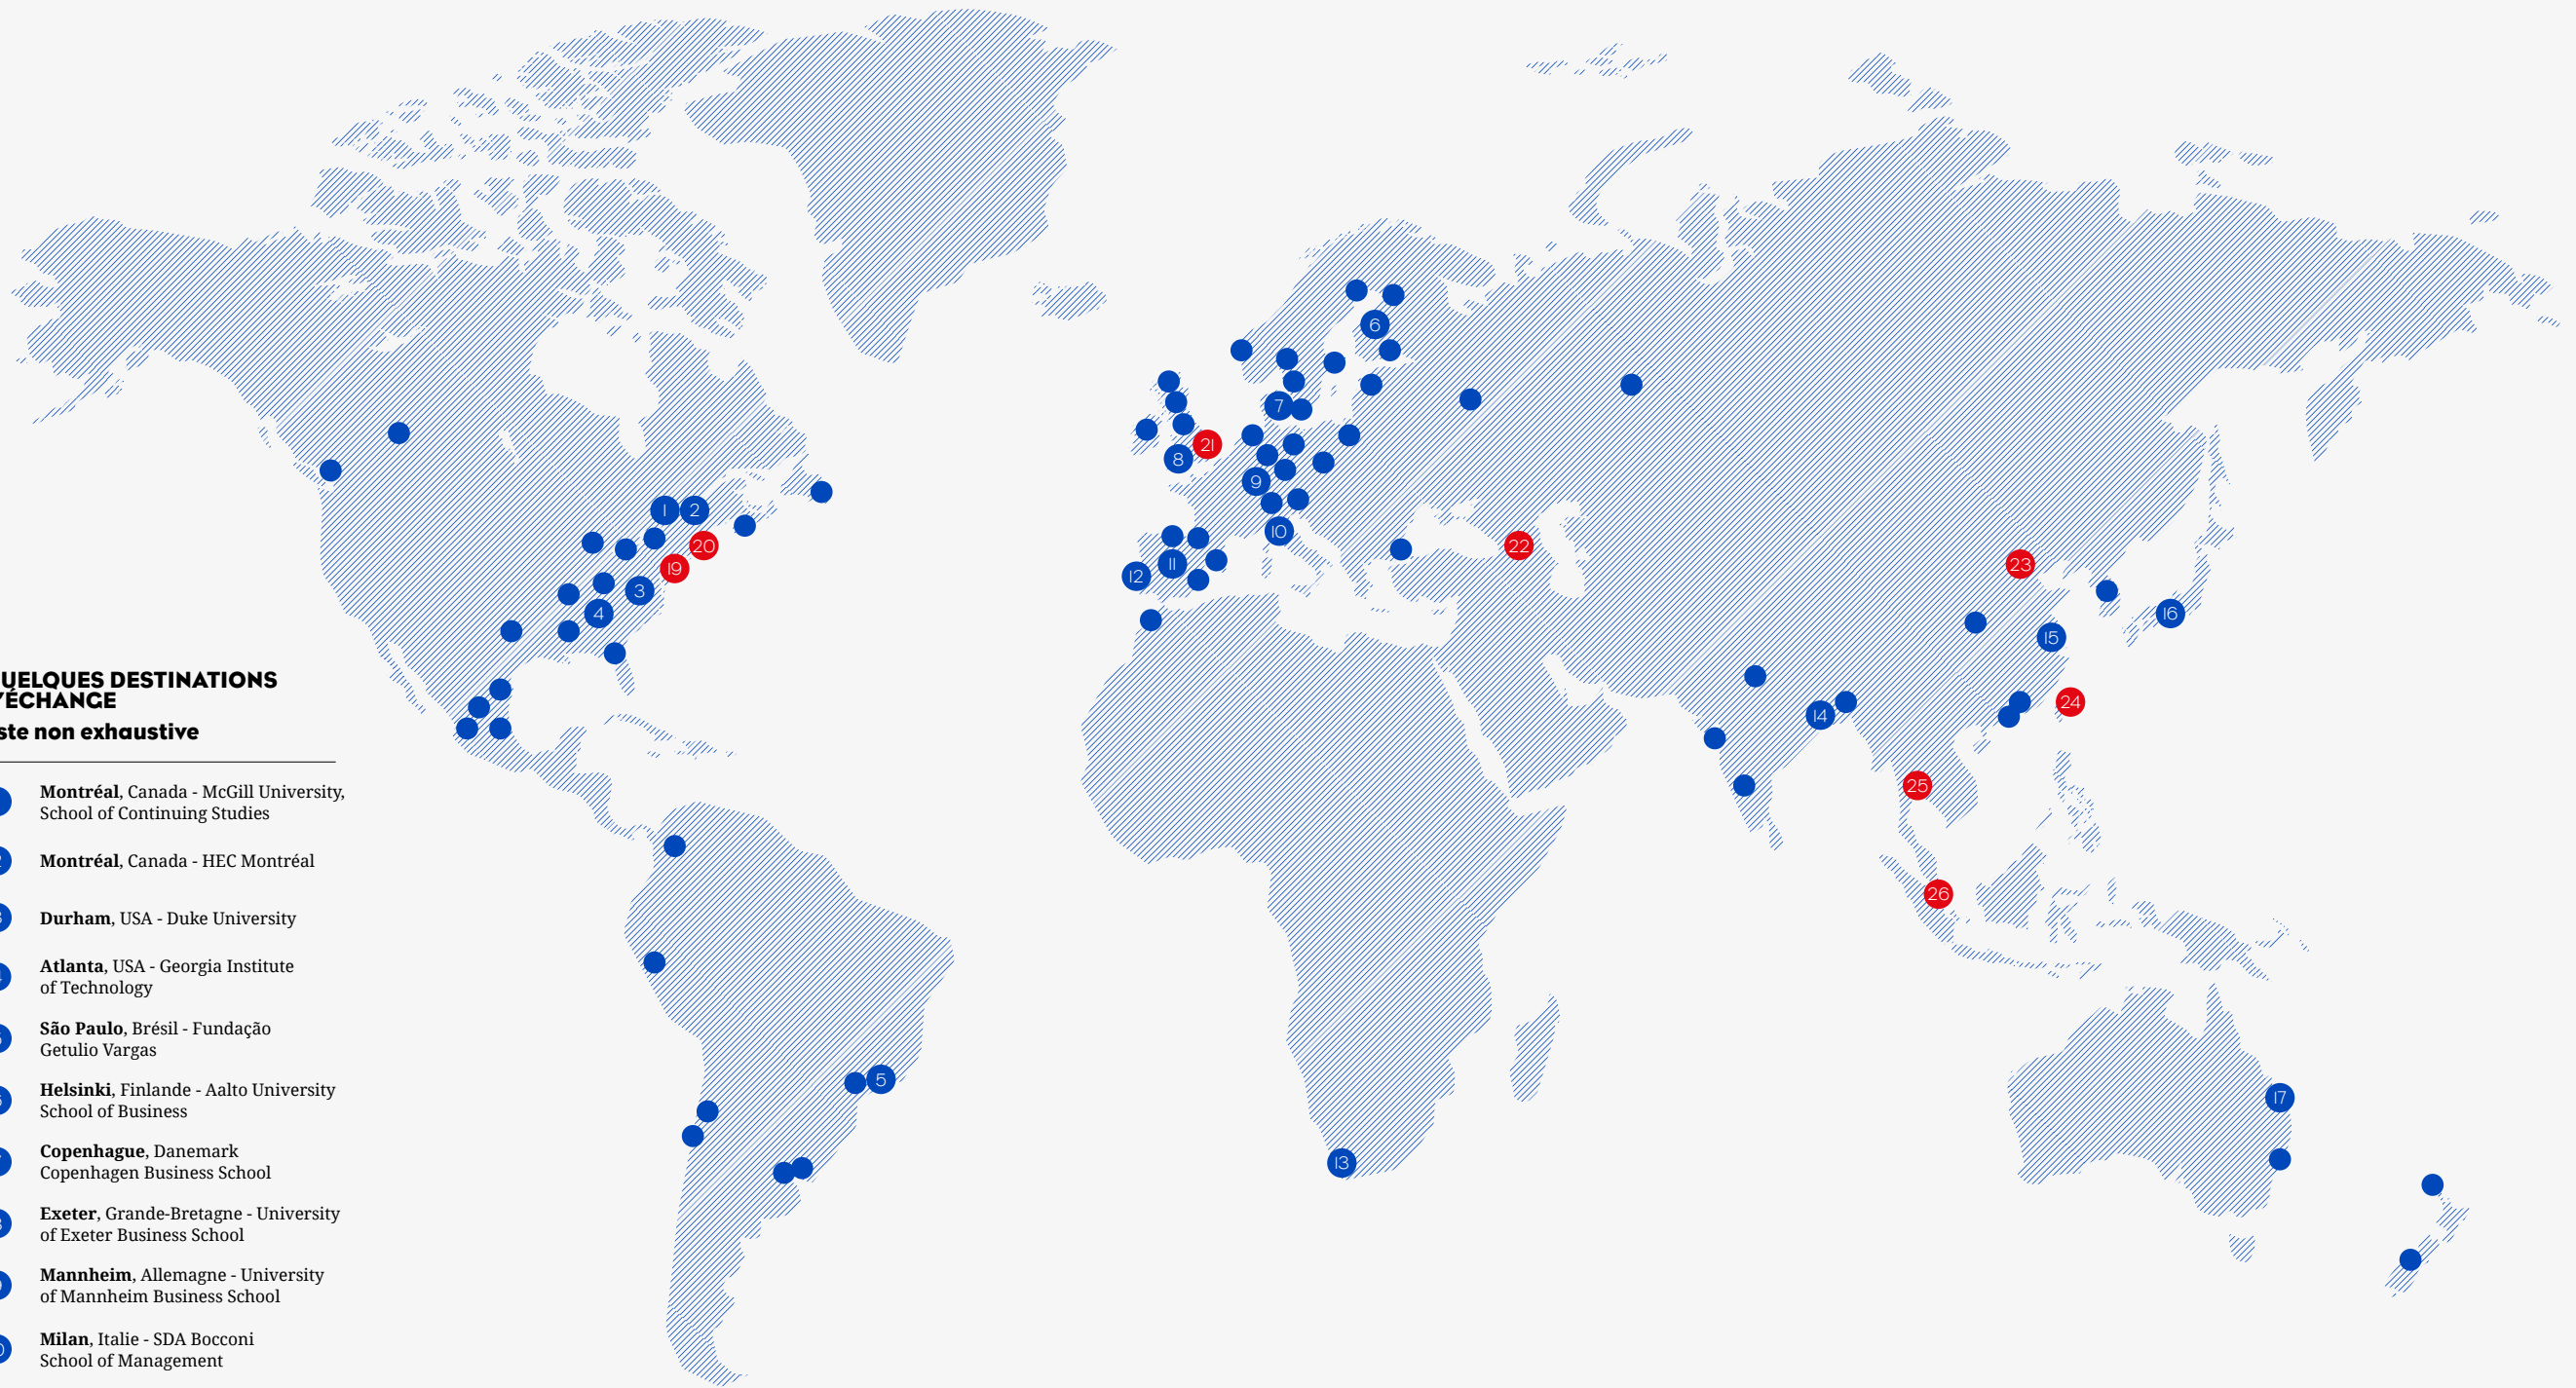 UELQUES DESTINATIONS
'ÉCHANGE
ste non exhaustive
Montréal, Canada - McGill University,
School of Continuing Studies
Montréal, Canada - HEC Montréal
Durham, USA - Duke University
Atlanta, USA - Georgia Institute
of Technology
São Paulo, Brésil - Fundação
Getulio Vargas
Helsinki, Finlande - Aalto University
School of Business
Copenhague, Danemark
Copenhagen Business School
Exeter, Grande-Bretagne - University
of Exeter Business School
Mannheim, Allemagne - University
of Mannheim Business School
Milan, Italie - SDA Bocconi
School of Management
1
2
3
4
5
6
7
8
9
10
11
12
13
14
15
16
17
19
20
21
22
23
24
25
26